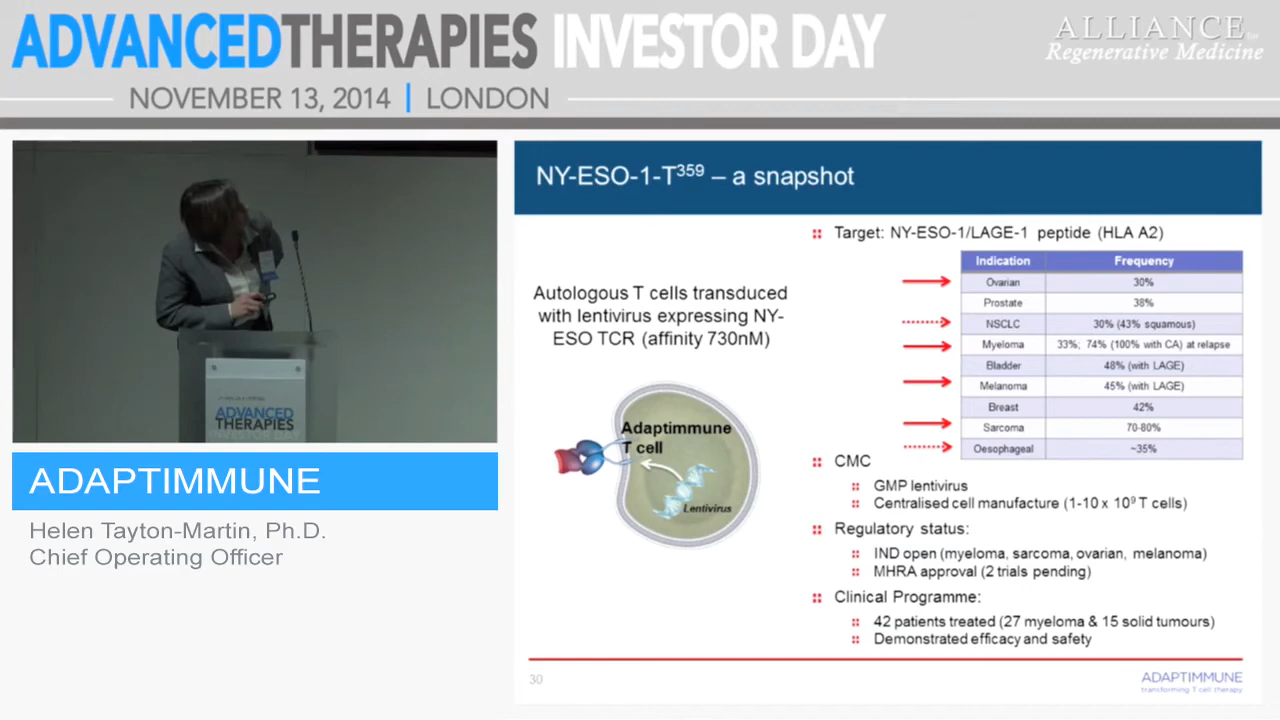 ADVANCEDTHERAPIES INVESTOR DAY
NOVEMBER 13, 2014 | LONDON
ALLIANCE for
Regenerative Medicine
ADVANCED
THERAPIES
INVESTOR DAY
ADAPTIMMUNE
Helen Tayton-Martin, Ph.D.
Chief Operating Officer
NY-ESO-1-T³⁵⁹ – a snapshot
Autologous T cells transduced
with lentivirus expressing NY-
ESO TCR (affinity 730nM)
Adaptimmune
T cell
Lentivirus
Target: NY-ESO-1/LAGE-1 peptide (HLA A2)
Indication Frequency
Ovarian 30%
Prostate 38%
NSCLC 30% (43% squamous)
Myeloma 33%; 74% (100% with CA) at relapse
Bladder 48% (with LAGE)
Melanoma 45% (with LAGE)
Breast 42%
Sarcoma 70-80%
Oesophageal ~35%
CMC
GMP lentivirus
Centralised cell manufacture (1-10 x 10⁹ T cells)
Regulatory status:
IND open (myeloma, sarcoma, ovarian, melanoma)
MHRA approval (2 trials pending)
Clinical Programme:
42 patients treated (27 myeloma & 15 solid tumours)
Demonstrated efficacy and safety
30
ADAPTIMMUNE
transforming T cell therapy